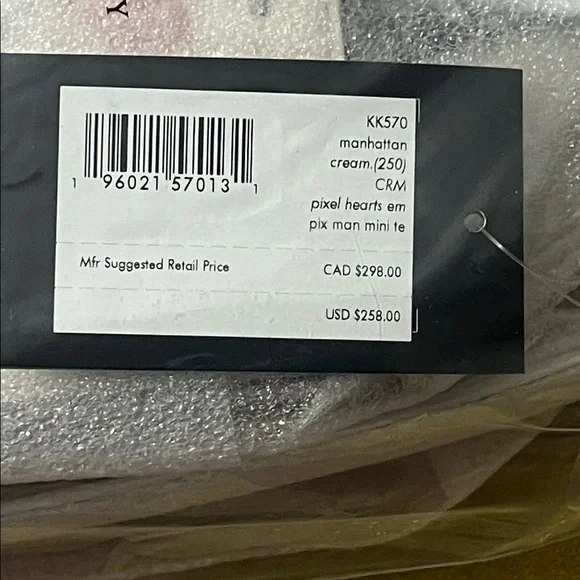 Y
KK570
manhattan
cream.(250)
CRM
pixel hearts em
pix man mini te
1 96021 57013 1
Mfr Suggested Retail Price CAD $298.00
USD $258.00